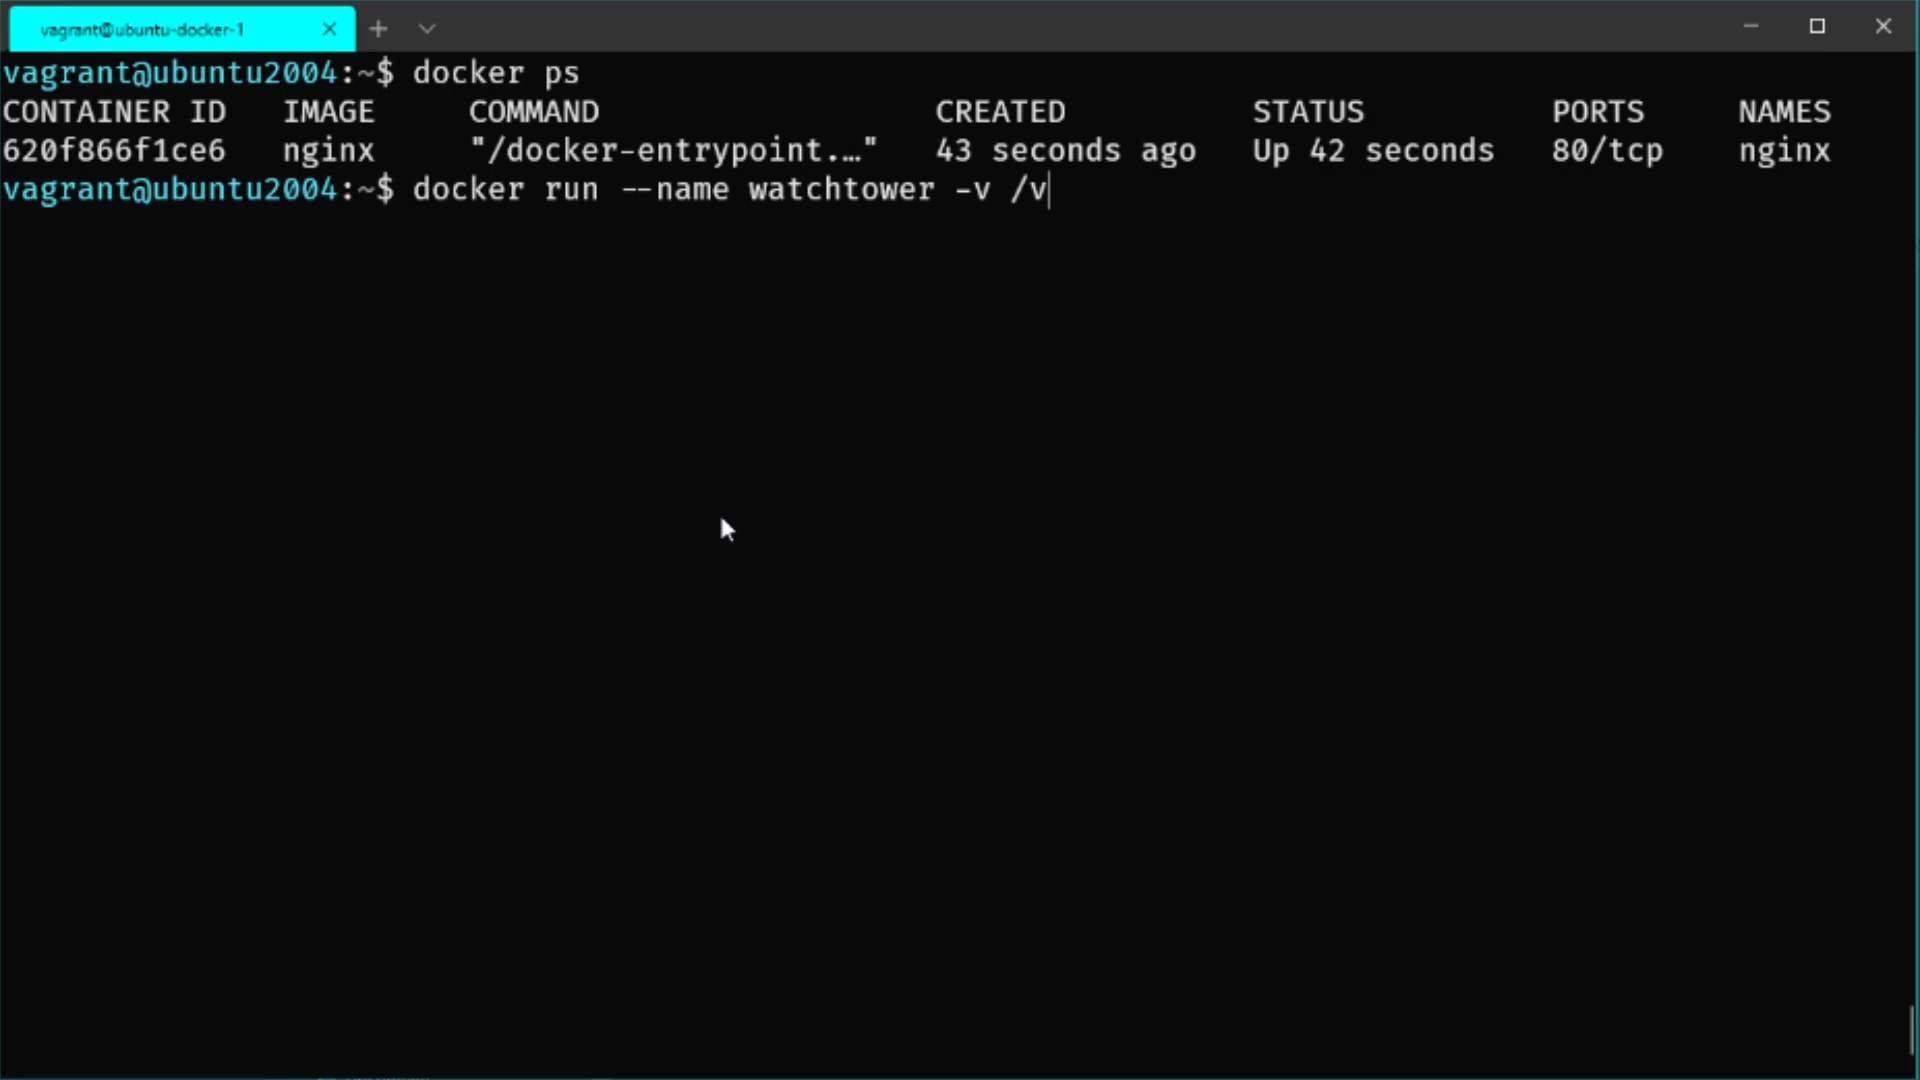 vagrant@ubuntu-docker-1
vagrant@ubuntu2004:~$ docker ps
CONTAINER ID   IMAGE     COMMAND                  CREATED          STATUS          PORTS     NAMES
620f866f1ce6   nginx     "/docker-entrypoint.…"   43 seconds ago   Up 42 seconds   80/tcp    nginx
vagrant@ubuntu2004:~$ docker run --name watchtower -v /v